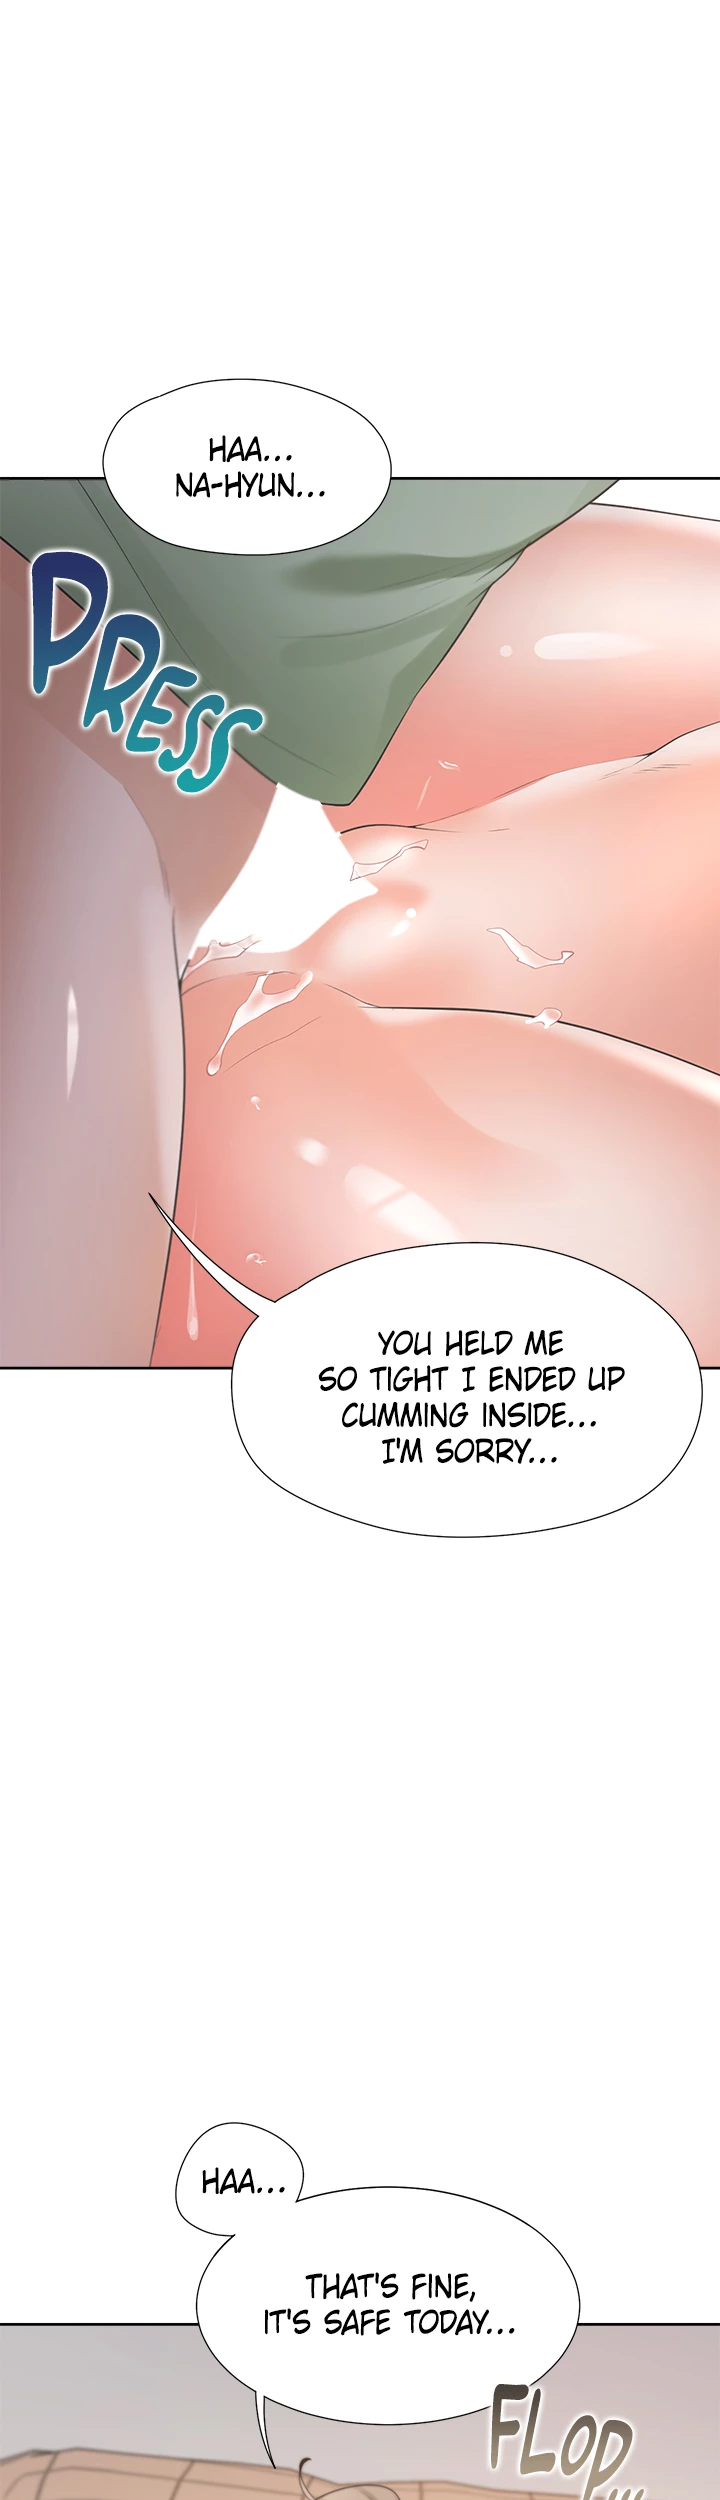 HAA...
NA-HYUN...
PRESS
YOU HELD ME
SO TIGHT I ENDED UP
CUMMING INSIDE...
I'M SORRY...
HAA...
THAT'S FINE,
IT'S SAFE TODAY...
FLOP...